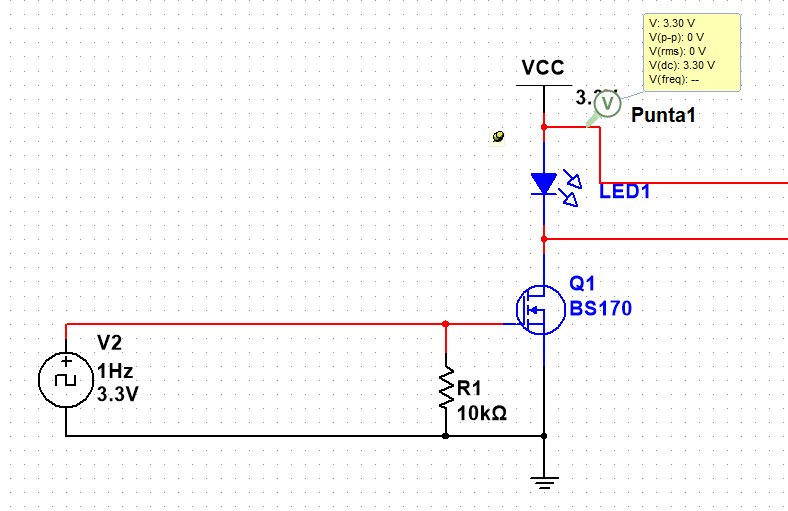 V: 3.30 V
V(p-p): 0 V
V(rms): 0 V
V(dc): 3.30 V
V(freq): --
VCC
V
Punta1
LED1
Q1
BS170
V2
1Hz
3.3V
R1
10kΩ